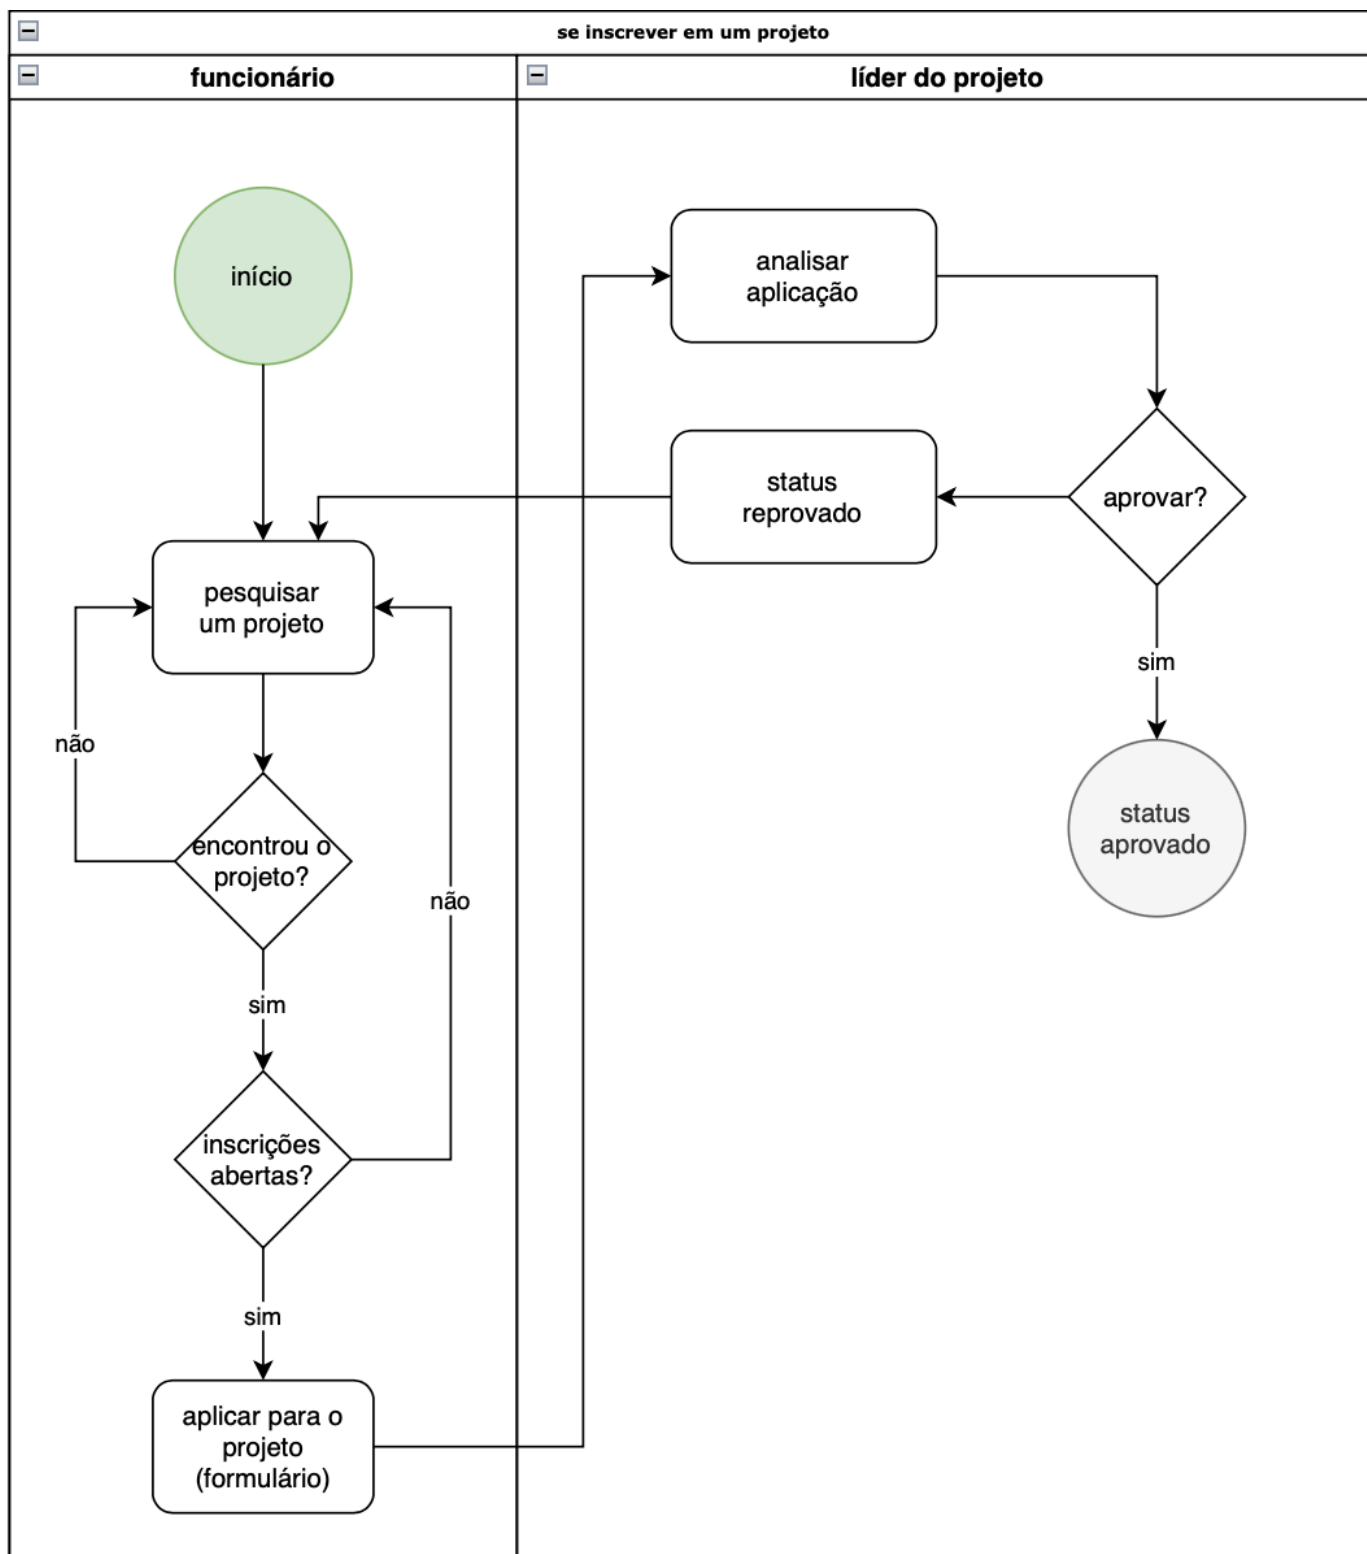 se inscrever em um projeto
funcionário
líder do projeto
início
pesquisar
um projeto
não
encontrou o
projeto?
não
sim
inscrições
abertas?
sim
aplicar para o
projeto
(formulário)
analisar
aplicação
aprovar?
status
reprovado
sim
status
aprovado